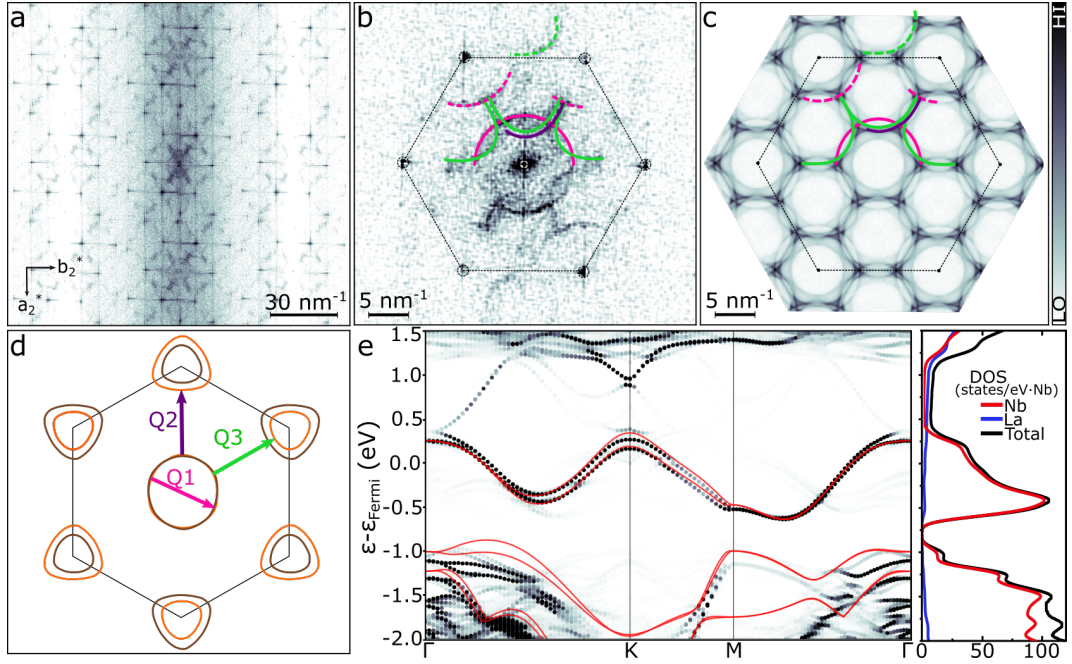 a
b₂*
a₂*
30 nm⁻¹
b
5 nm⁻¹
c
5 nm⁻¹
HI
LO
d
Q2
Q3
Q1
e
ε-εFermi (eV)
1.5
1.0
0.5
0.0
-0.5
-1.0
-1.5
-2.0
Γ K M Γ
DOS
(states/eV·Nb)
Nb
La
Total
0 50 100